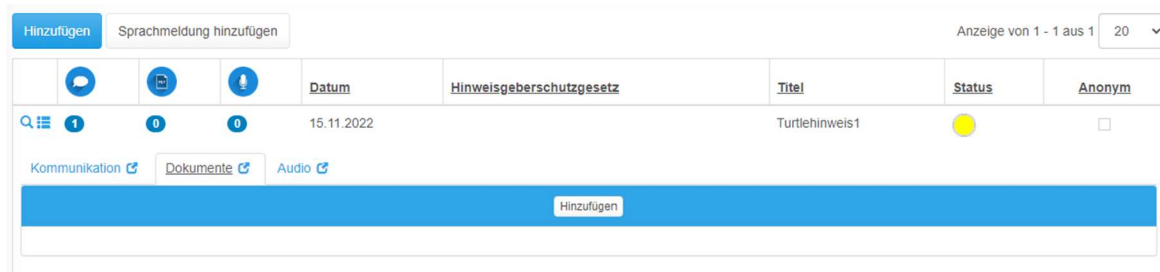 Hinzufügen Sprachmeldung hinzufügen Anzeige von 1 - 1 aus 1 20
Datum Hinweisgeberschutzgesetz Titel Status Anonym
1 0 0 15.11.2022 Turtlehinweis1
Kommunikation Dokumente Audio
Hinzufügen